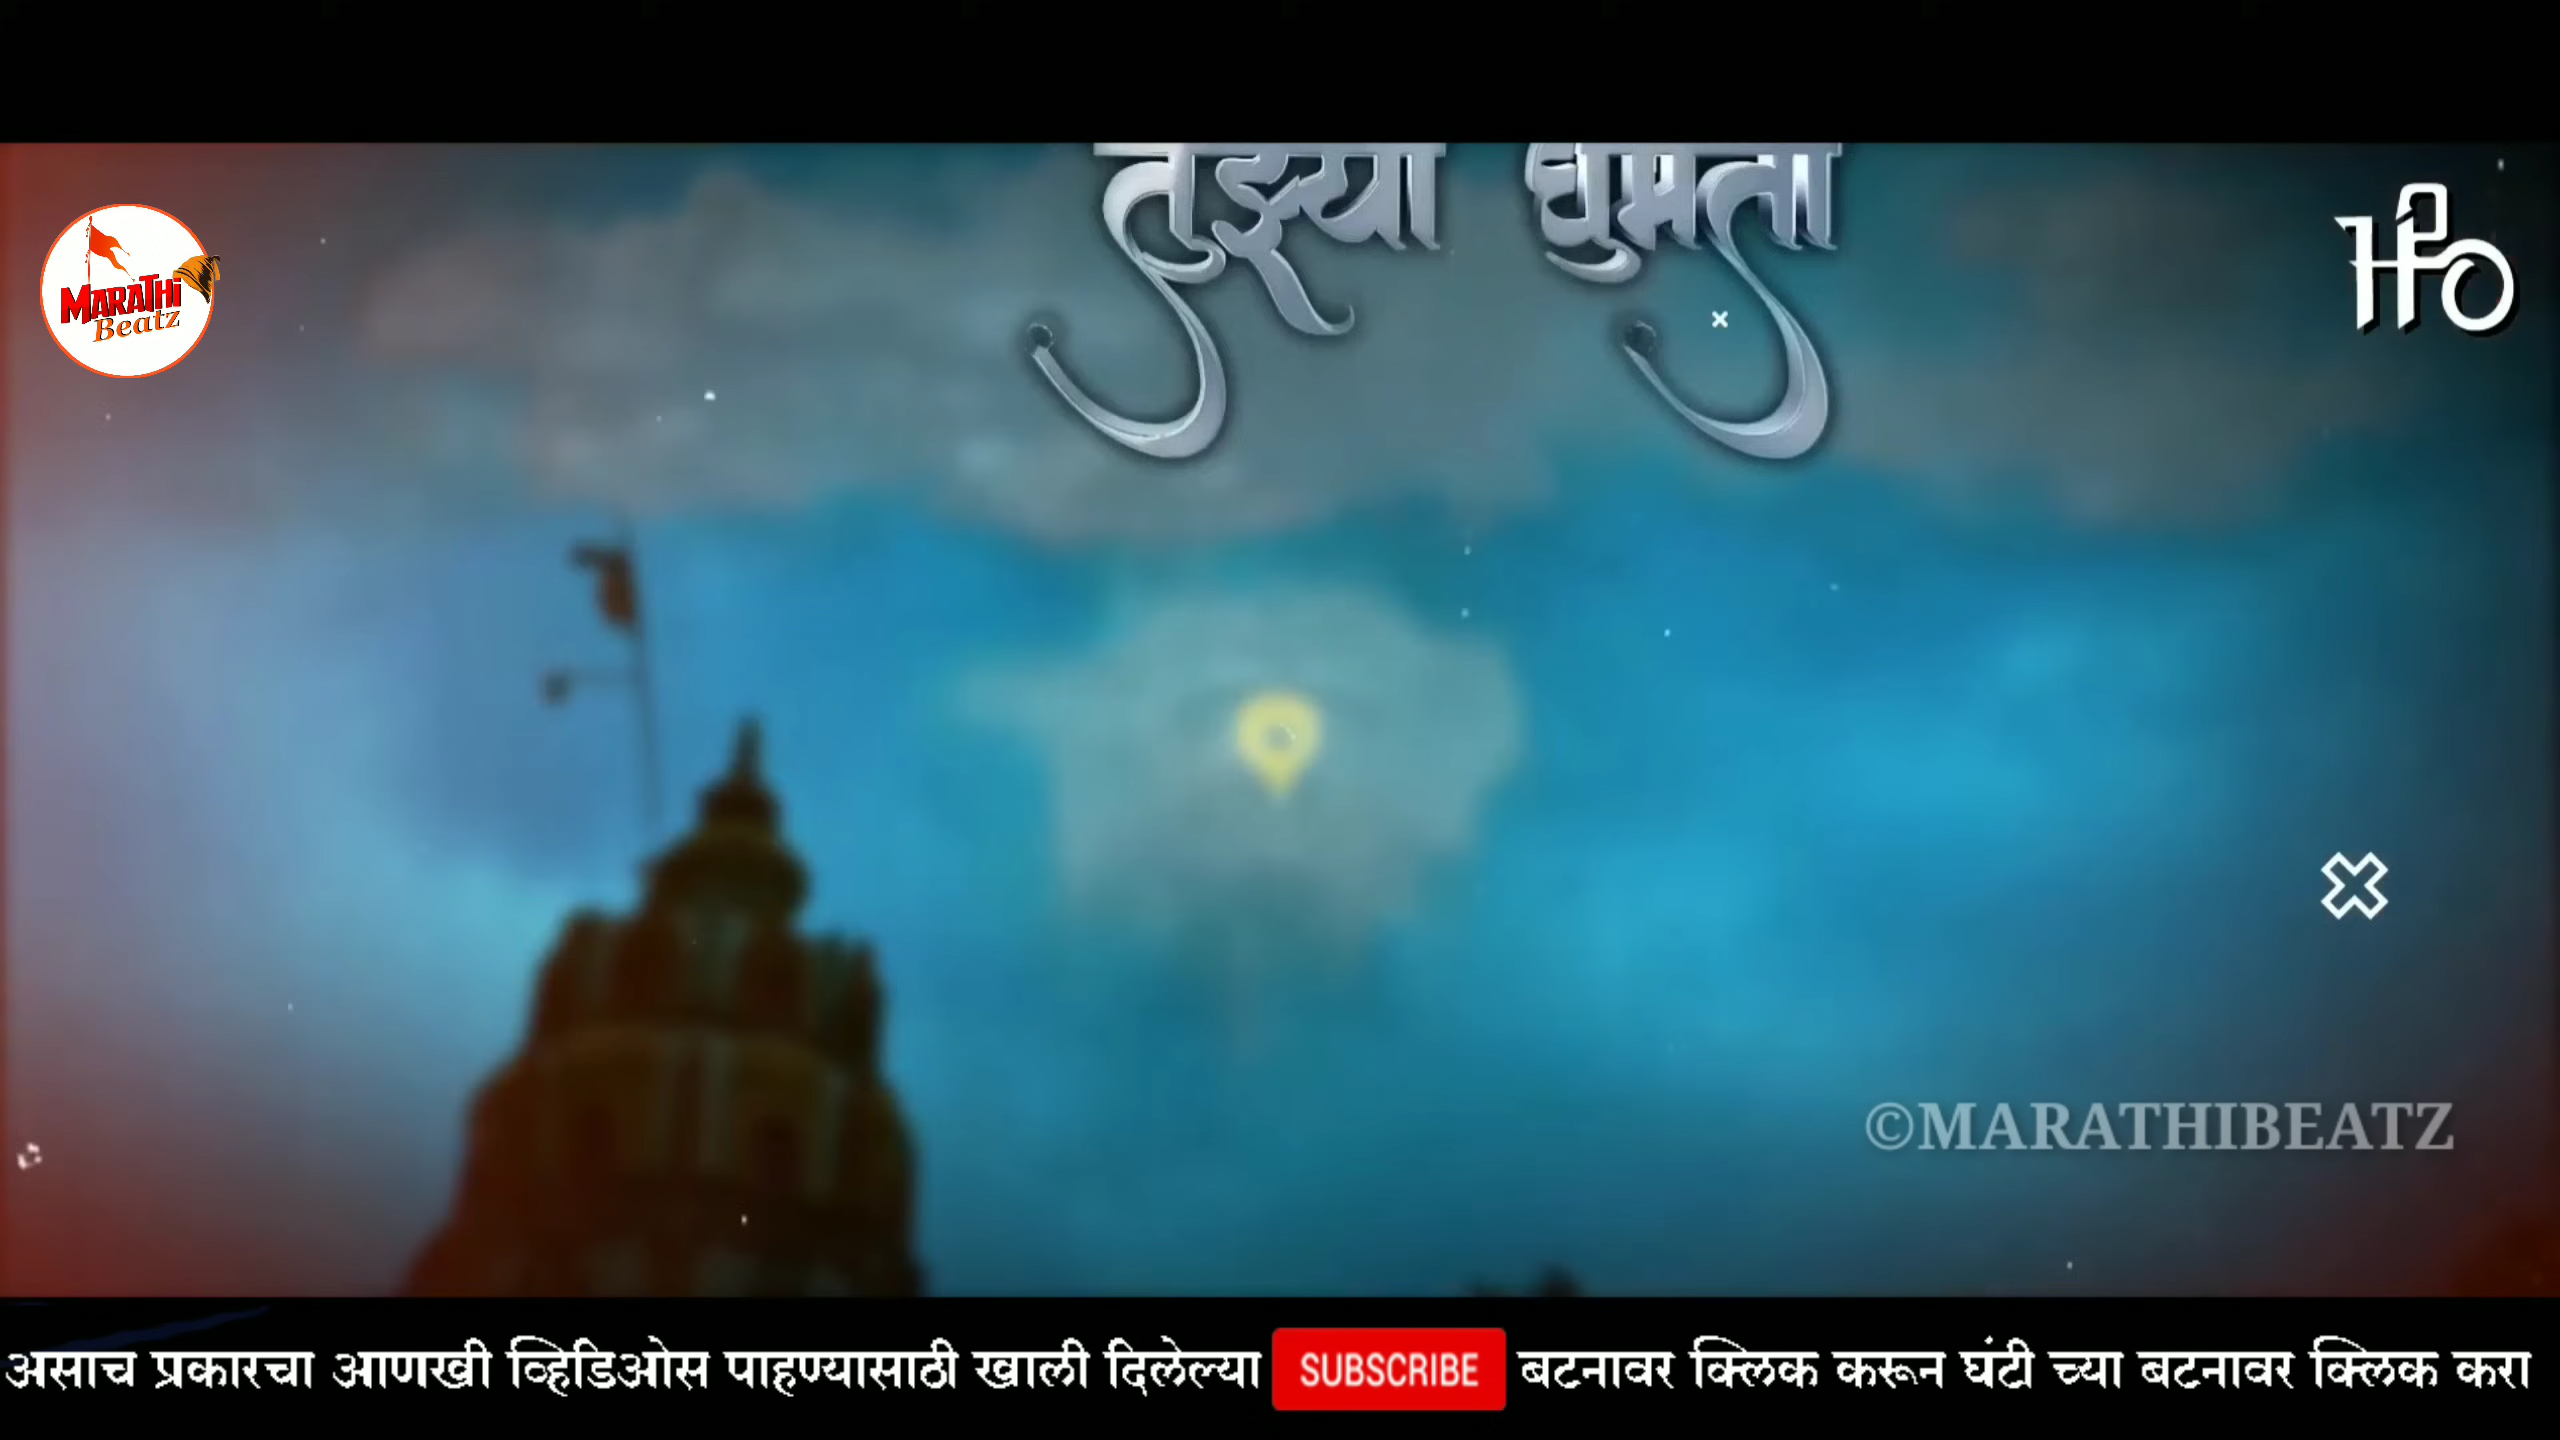 तुझ्या घुमता
MARATHI
Beatz
©MARATHIBEATZ
असाच प्रकारचा आणखी व्हिडिओस पाहण्यासाठी खाली दिलेल्या SUBSCRIBE बटनावर क्लिक करून घंटी च्या बटनावर क्लिक करा